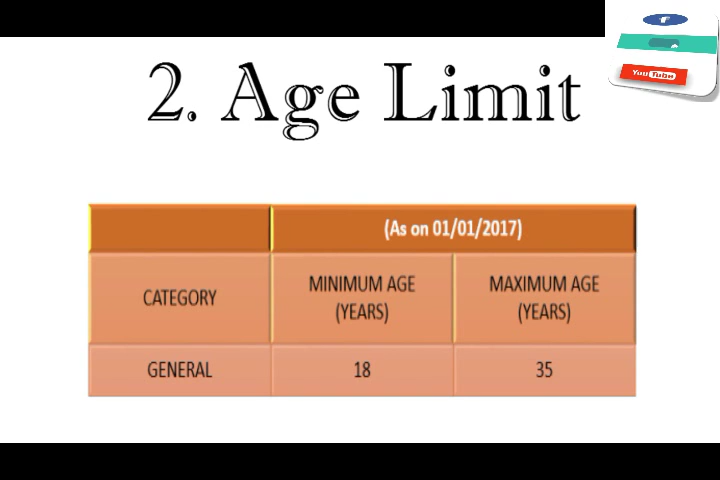 YouTube
2. Age Limit
(As on 01/01/2017)
CATEGORY
MINIMUM AGE
(YEARS)
MAXIMUM AGE
(YEARS)
GENERAL
18
35